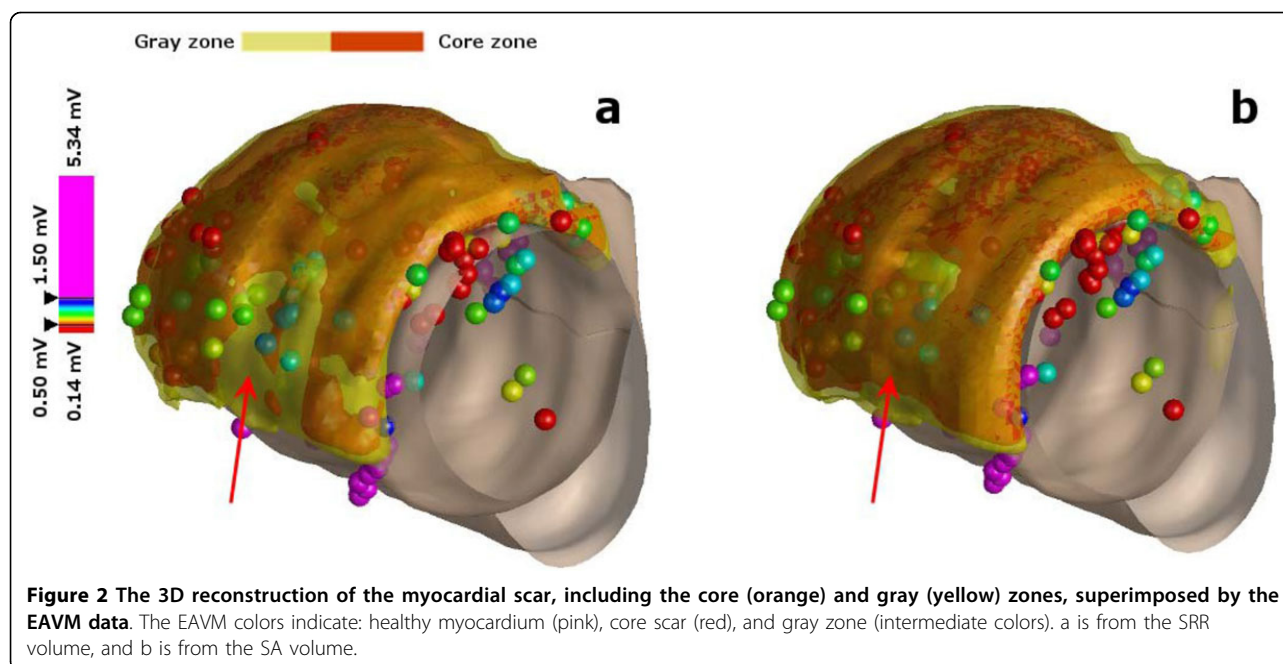 Gray zone Core zone
a
b
5.34 mV
1.50 mV
0.50 mV
0.14 mV
Figure 2 The 3D reconstruction of the myocardial scar, including the core (orange) and gray (yellow) zones, superimposed by the
EAVM data. The EAVM colors indicate: healthy myocardium (pink), core scar (red), and gray zone (intermediate colors). a is from the SRR
volume, and b is from the SA volume.